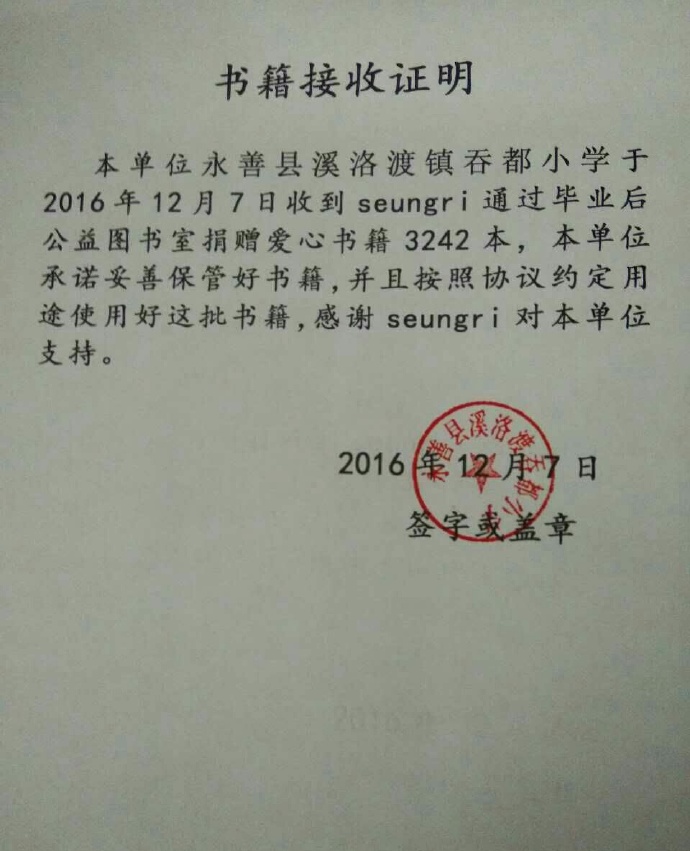 书籍接收证明
本单位永善县溪洛渡镇吞都小学于
2016年12月7日收到seungri通过毕业后
公益图书室捐赠爱心书籍3242本，本单位
承诺妥善保管好书籍,并且按照协议约定用
途使用好这批书籍,感谢seungri对本单位
支持。
永善县溪洛渡吞都小学
2016年12月7日
签字或盖章